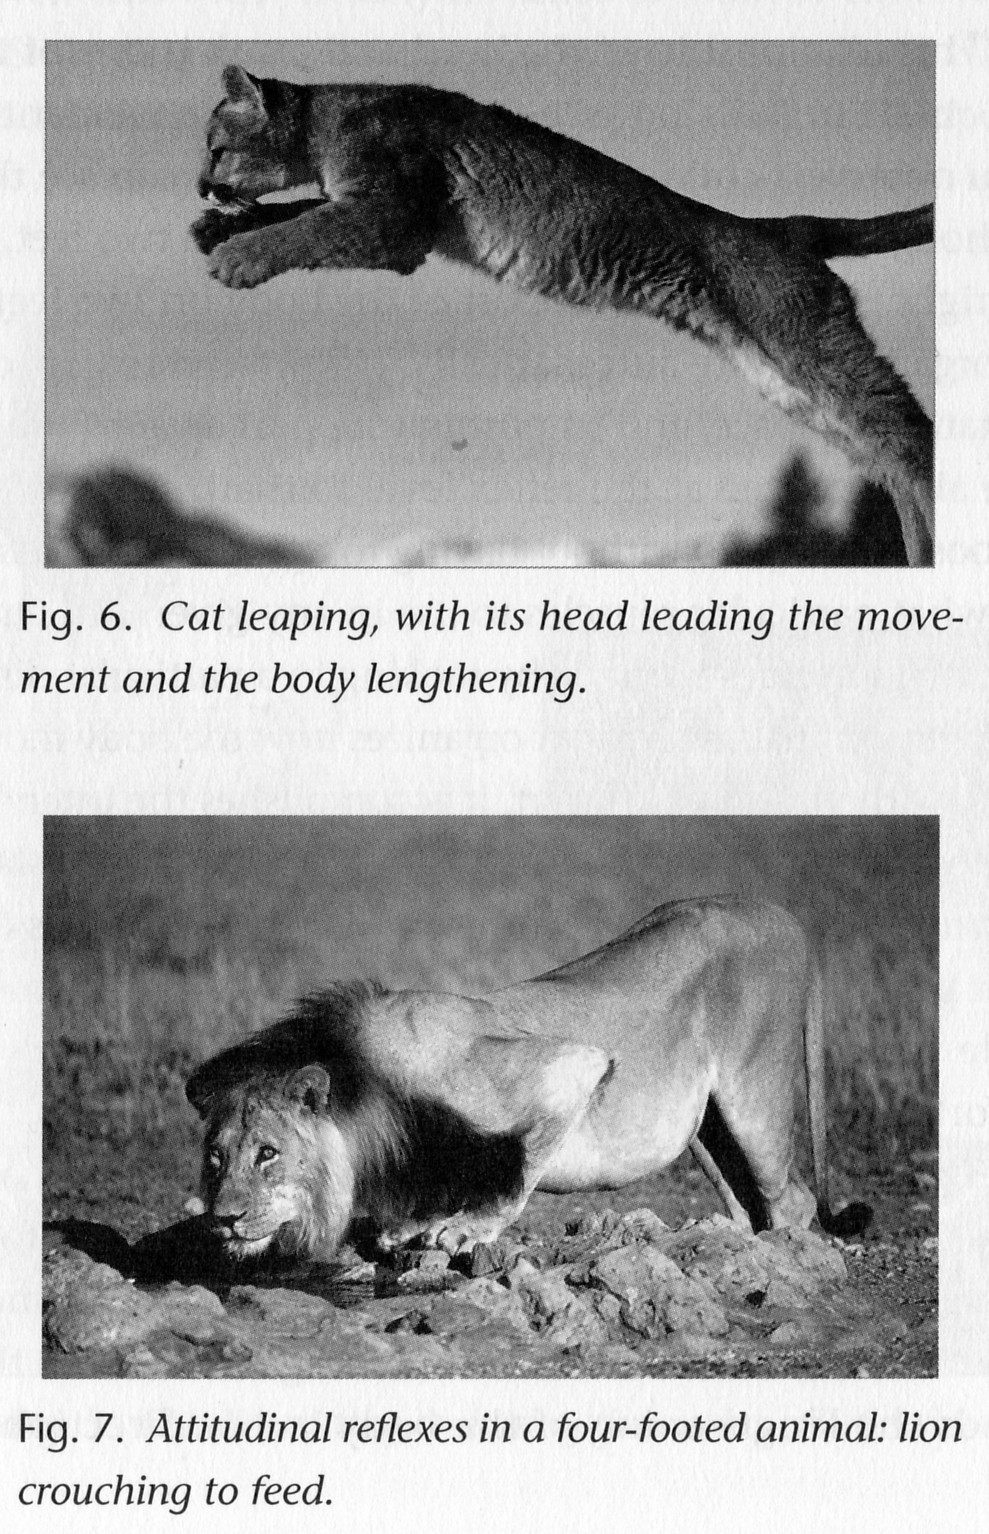 Fig. 6. Cat leaping, with its head leading the move-
ment and the body lengthening.
Fig. 7. Attitudinal reflexes in a four-footed animal: lion
crouching to feed.